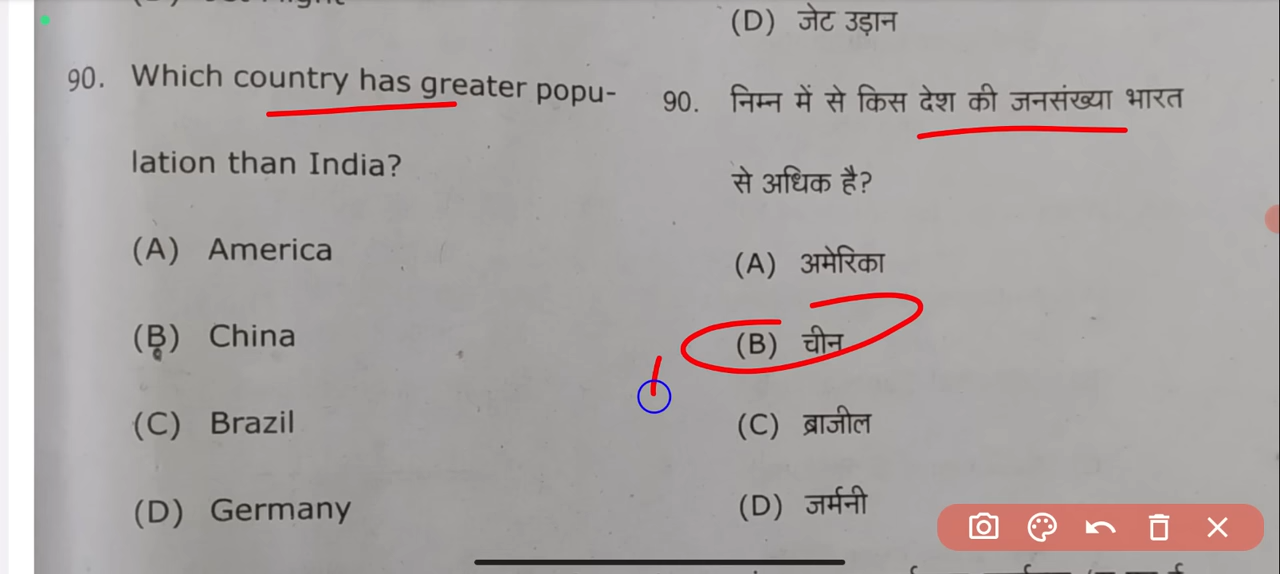 (D) जेट उड़ान
90. Which country has greater popu-
lation than India?
(A) America
(B) China
(C) Brazil
(D) Germany
90. निम्न में से किस देश की जनसंख्या भारत
से अधिक है?
(A) अमेरिका
(B) चीन
(C) ब्राजील
(D) जर्मनी